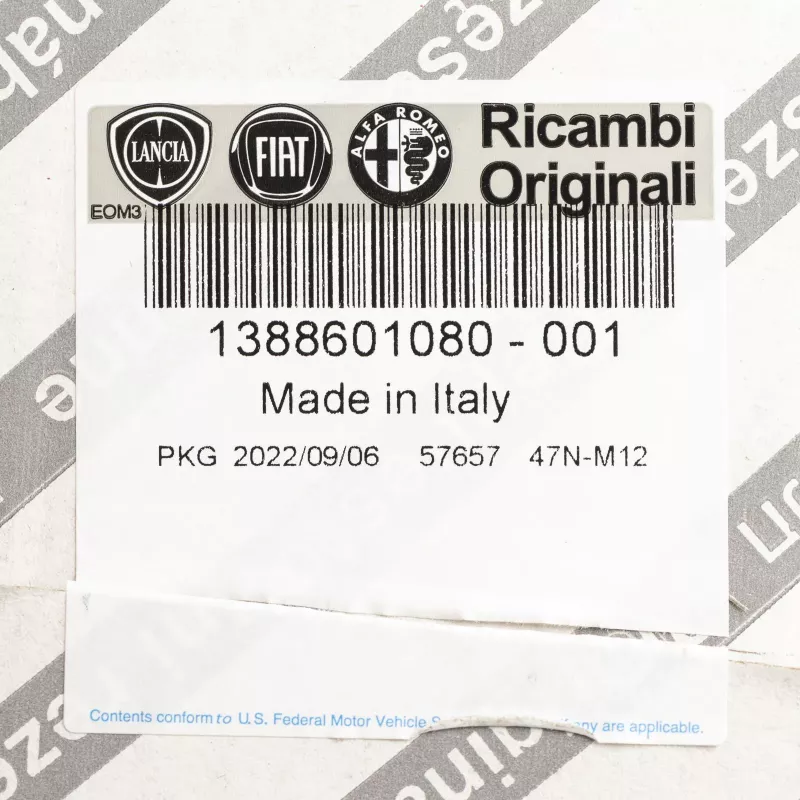 LANCIA FIAT ALFA ROMEO Ricambi
Originali
EOM3
1388601080 - 001
Made in Italy
PKG 2022/09/06 57657 47N-M12
Contents conform to U.S. Federal Motor Vehicle any are applicable.